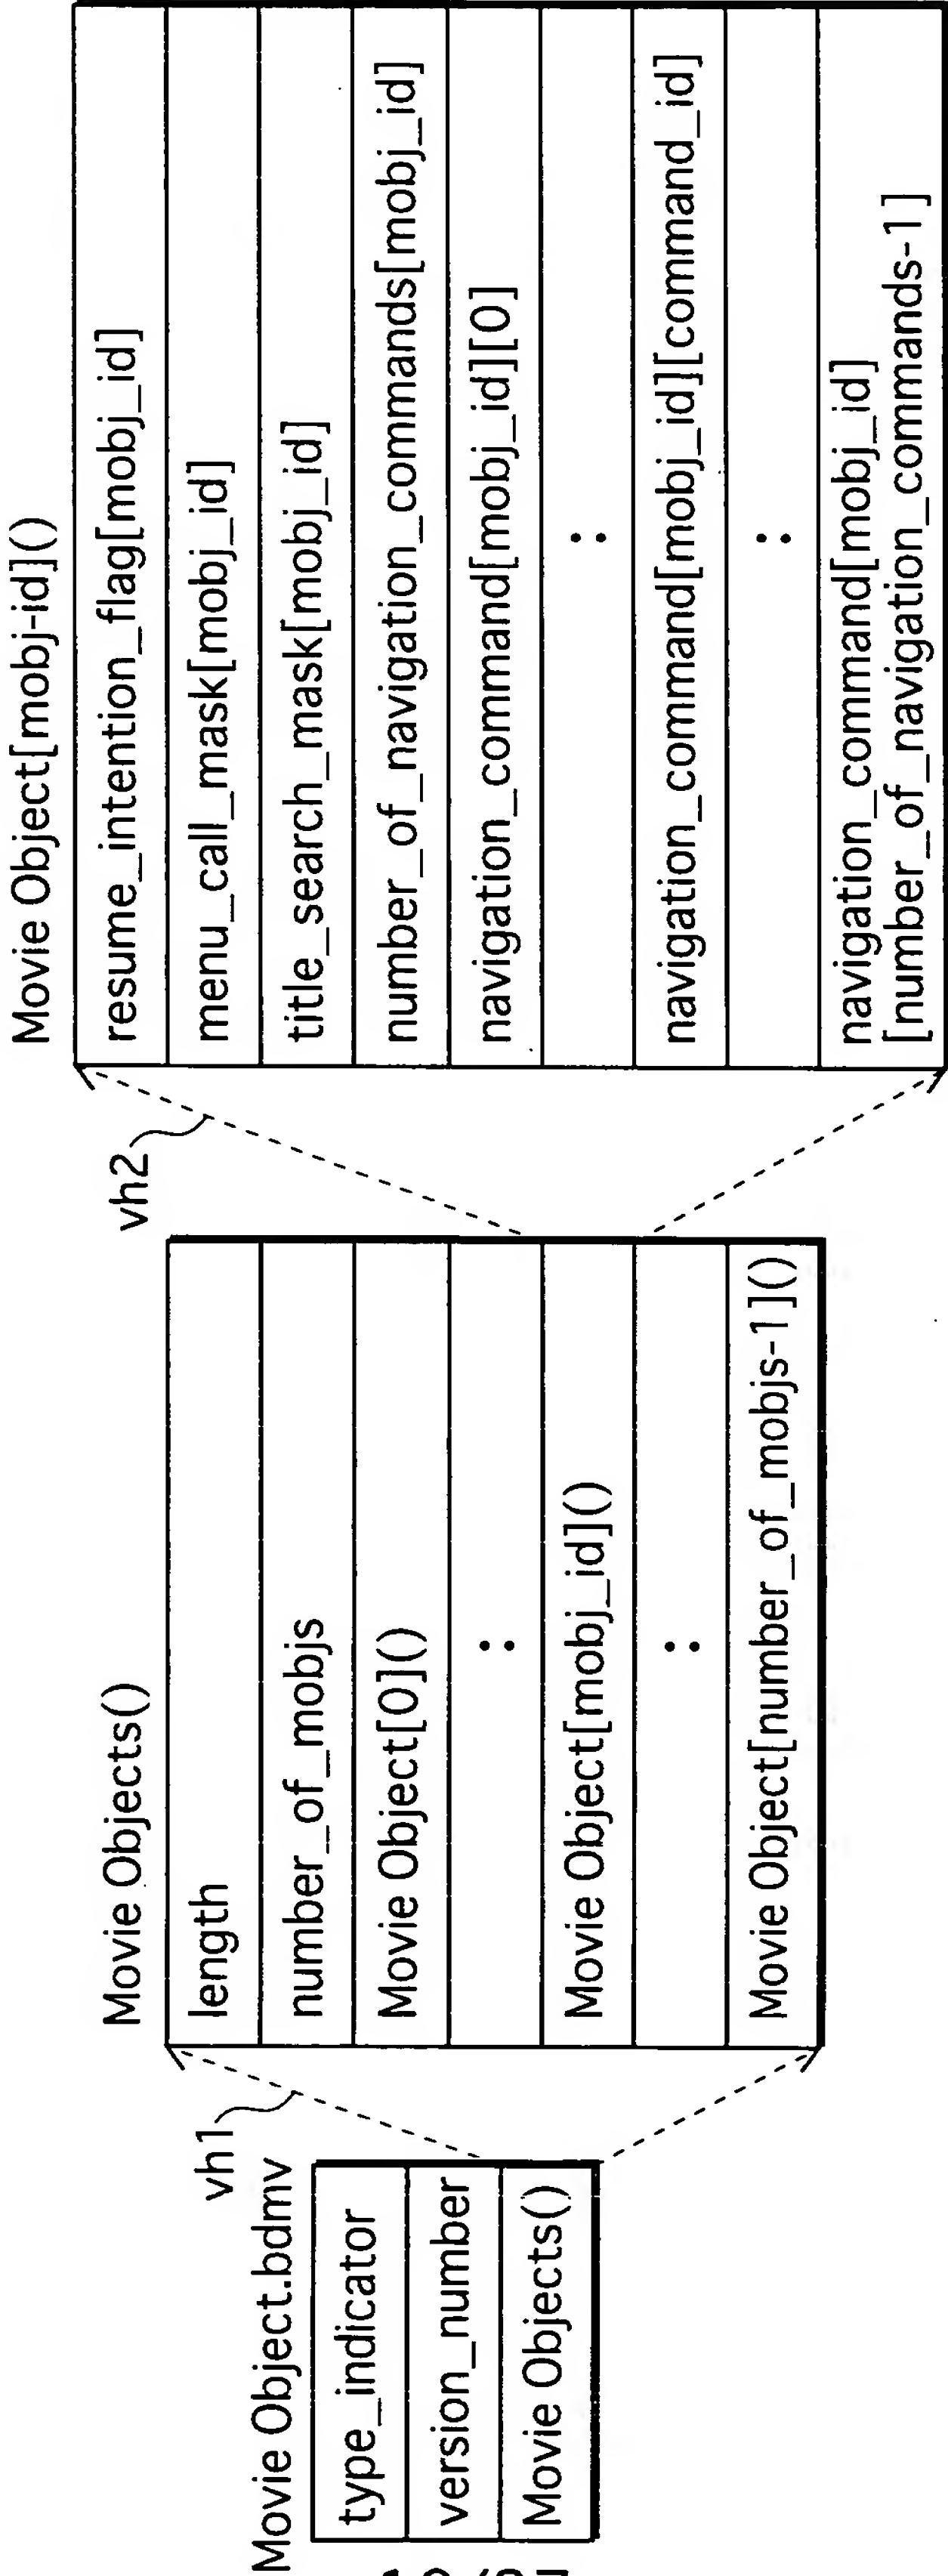 Movie Object.bdmv
type_indicator
version_number
Movie Objects()
vh1
Movie Objects()
length
number_of_mobjs
Movie Object[0]()
:
Movie Object[mobj_id]()
:
Movie Object[number_of_mobjs-1]()
vh2
Movie Object[mobj-id]()
resume_intention_flag[mobj_id]
menu_call_mask[mobj_id]
title_search_mask[mobj_id]
number_of_navigation_commands[mobj_id]
navigation_command[mobj_id][0]
:
navigation_command[mobj_id][command_id]
:
navigation_command[mobj_id]
[number_of_navigation_commands-1]